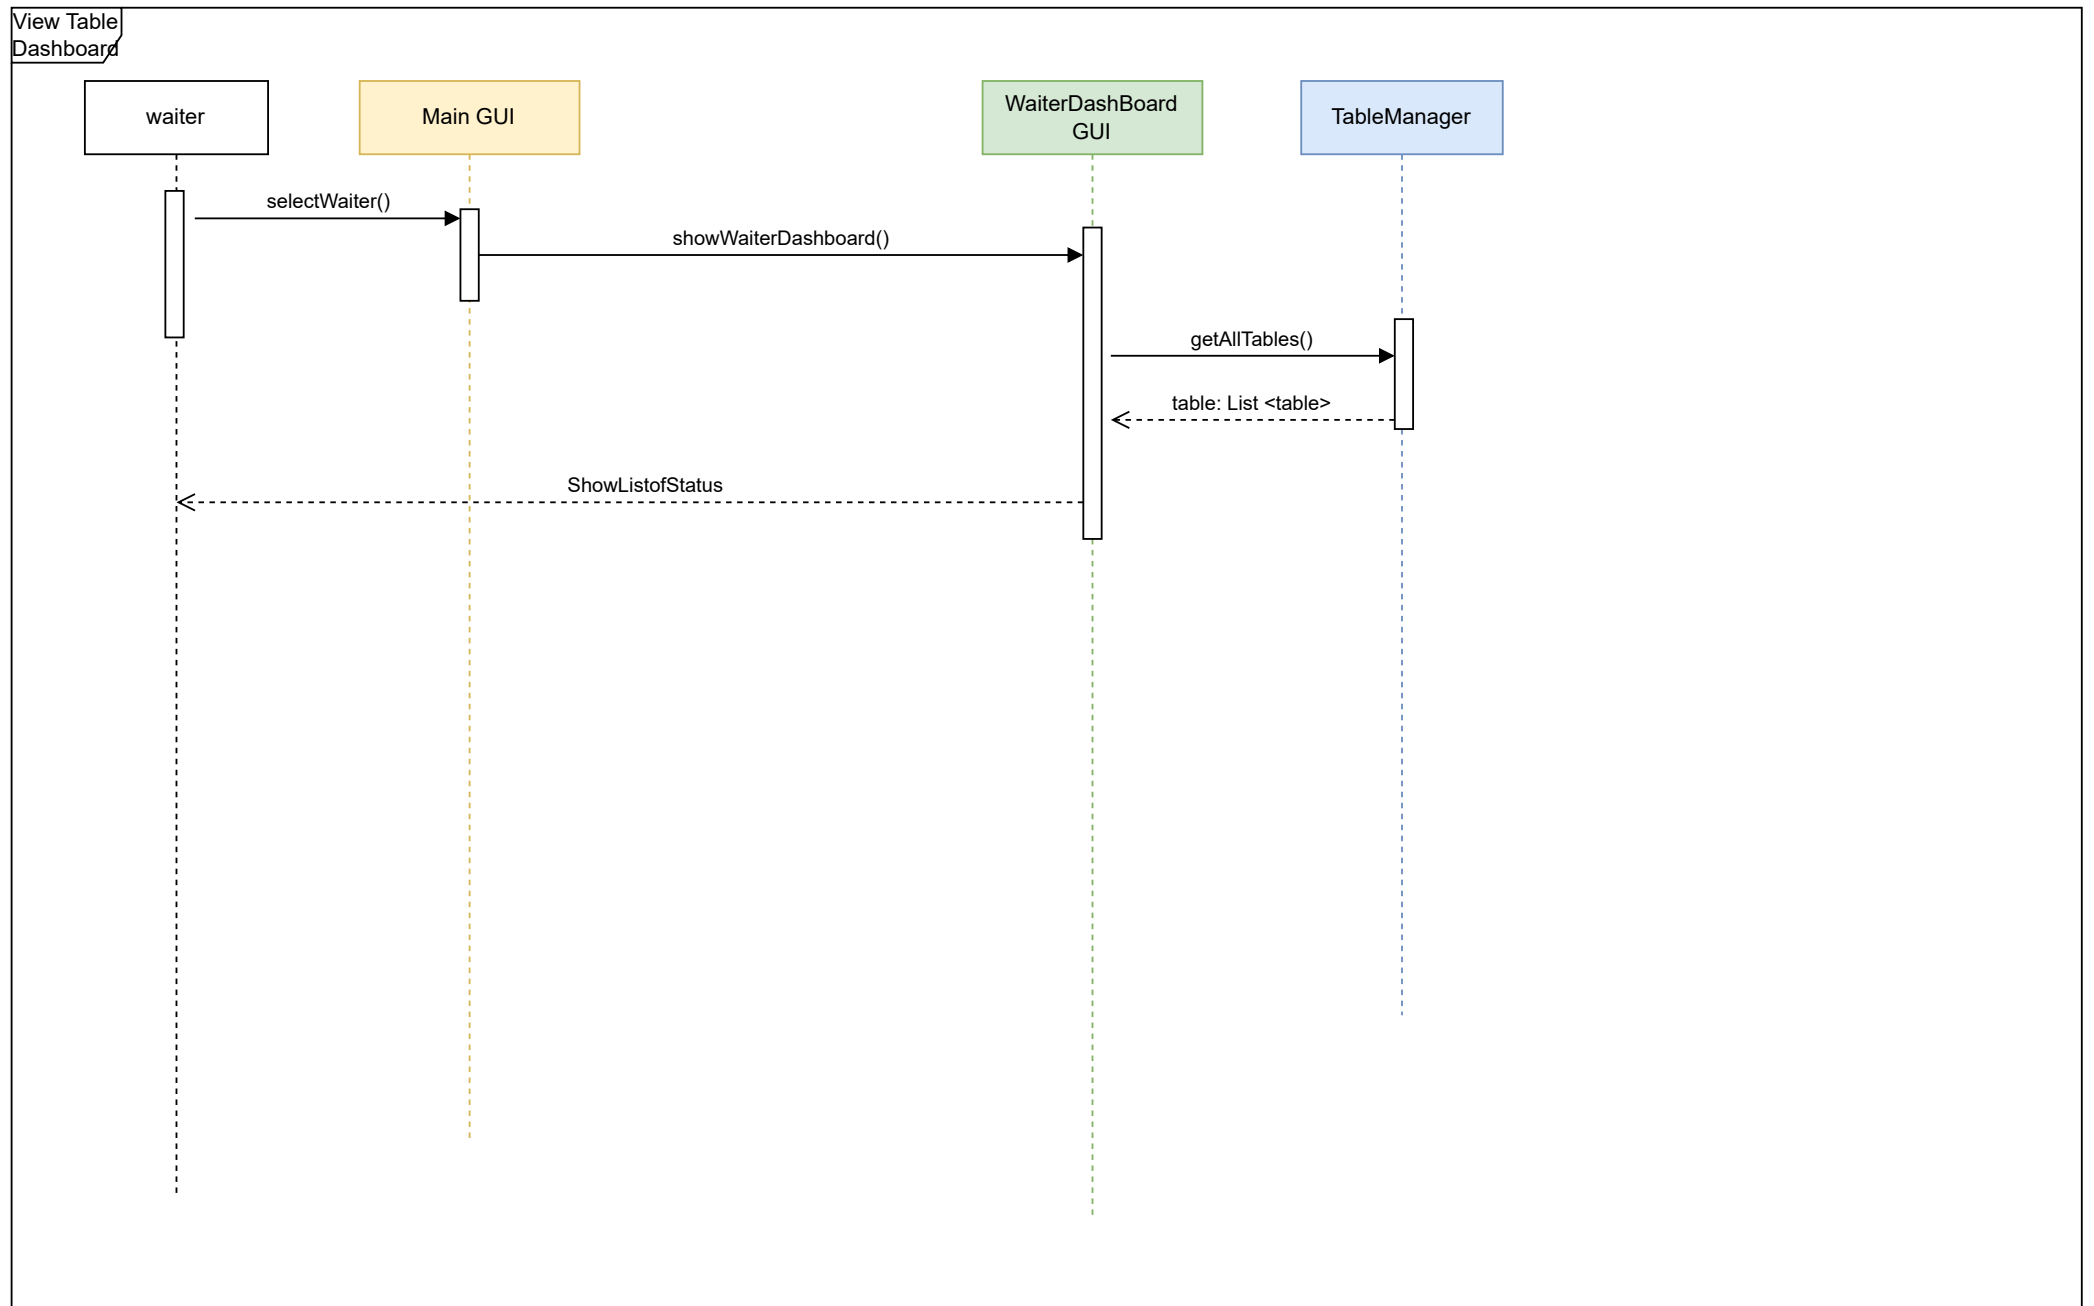 View Table
Dashboard
waiter
Main GUI
WaiterDashBoard
GUI
TableManager
selectWaiter()
showWaiterDashboard()
getAllTables()
table: List <table>
ShowListofStatus